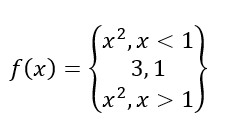 x², x < 1
f(x) = { 3, 1 }
x², x > 1